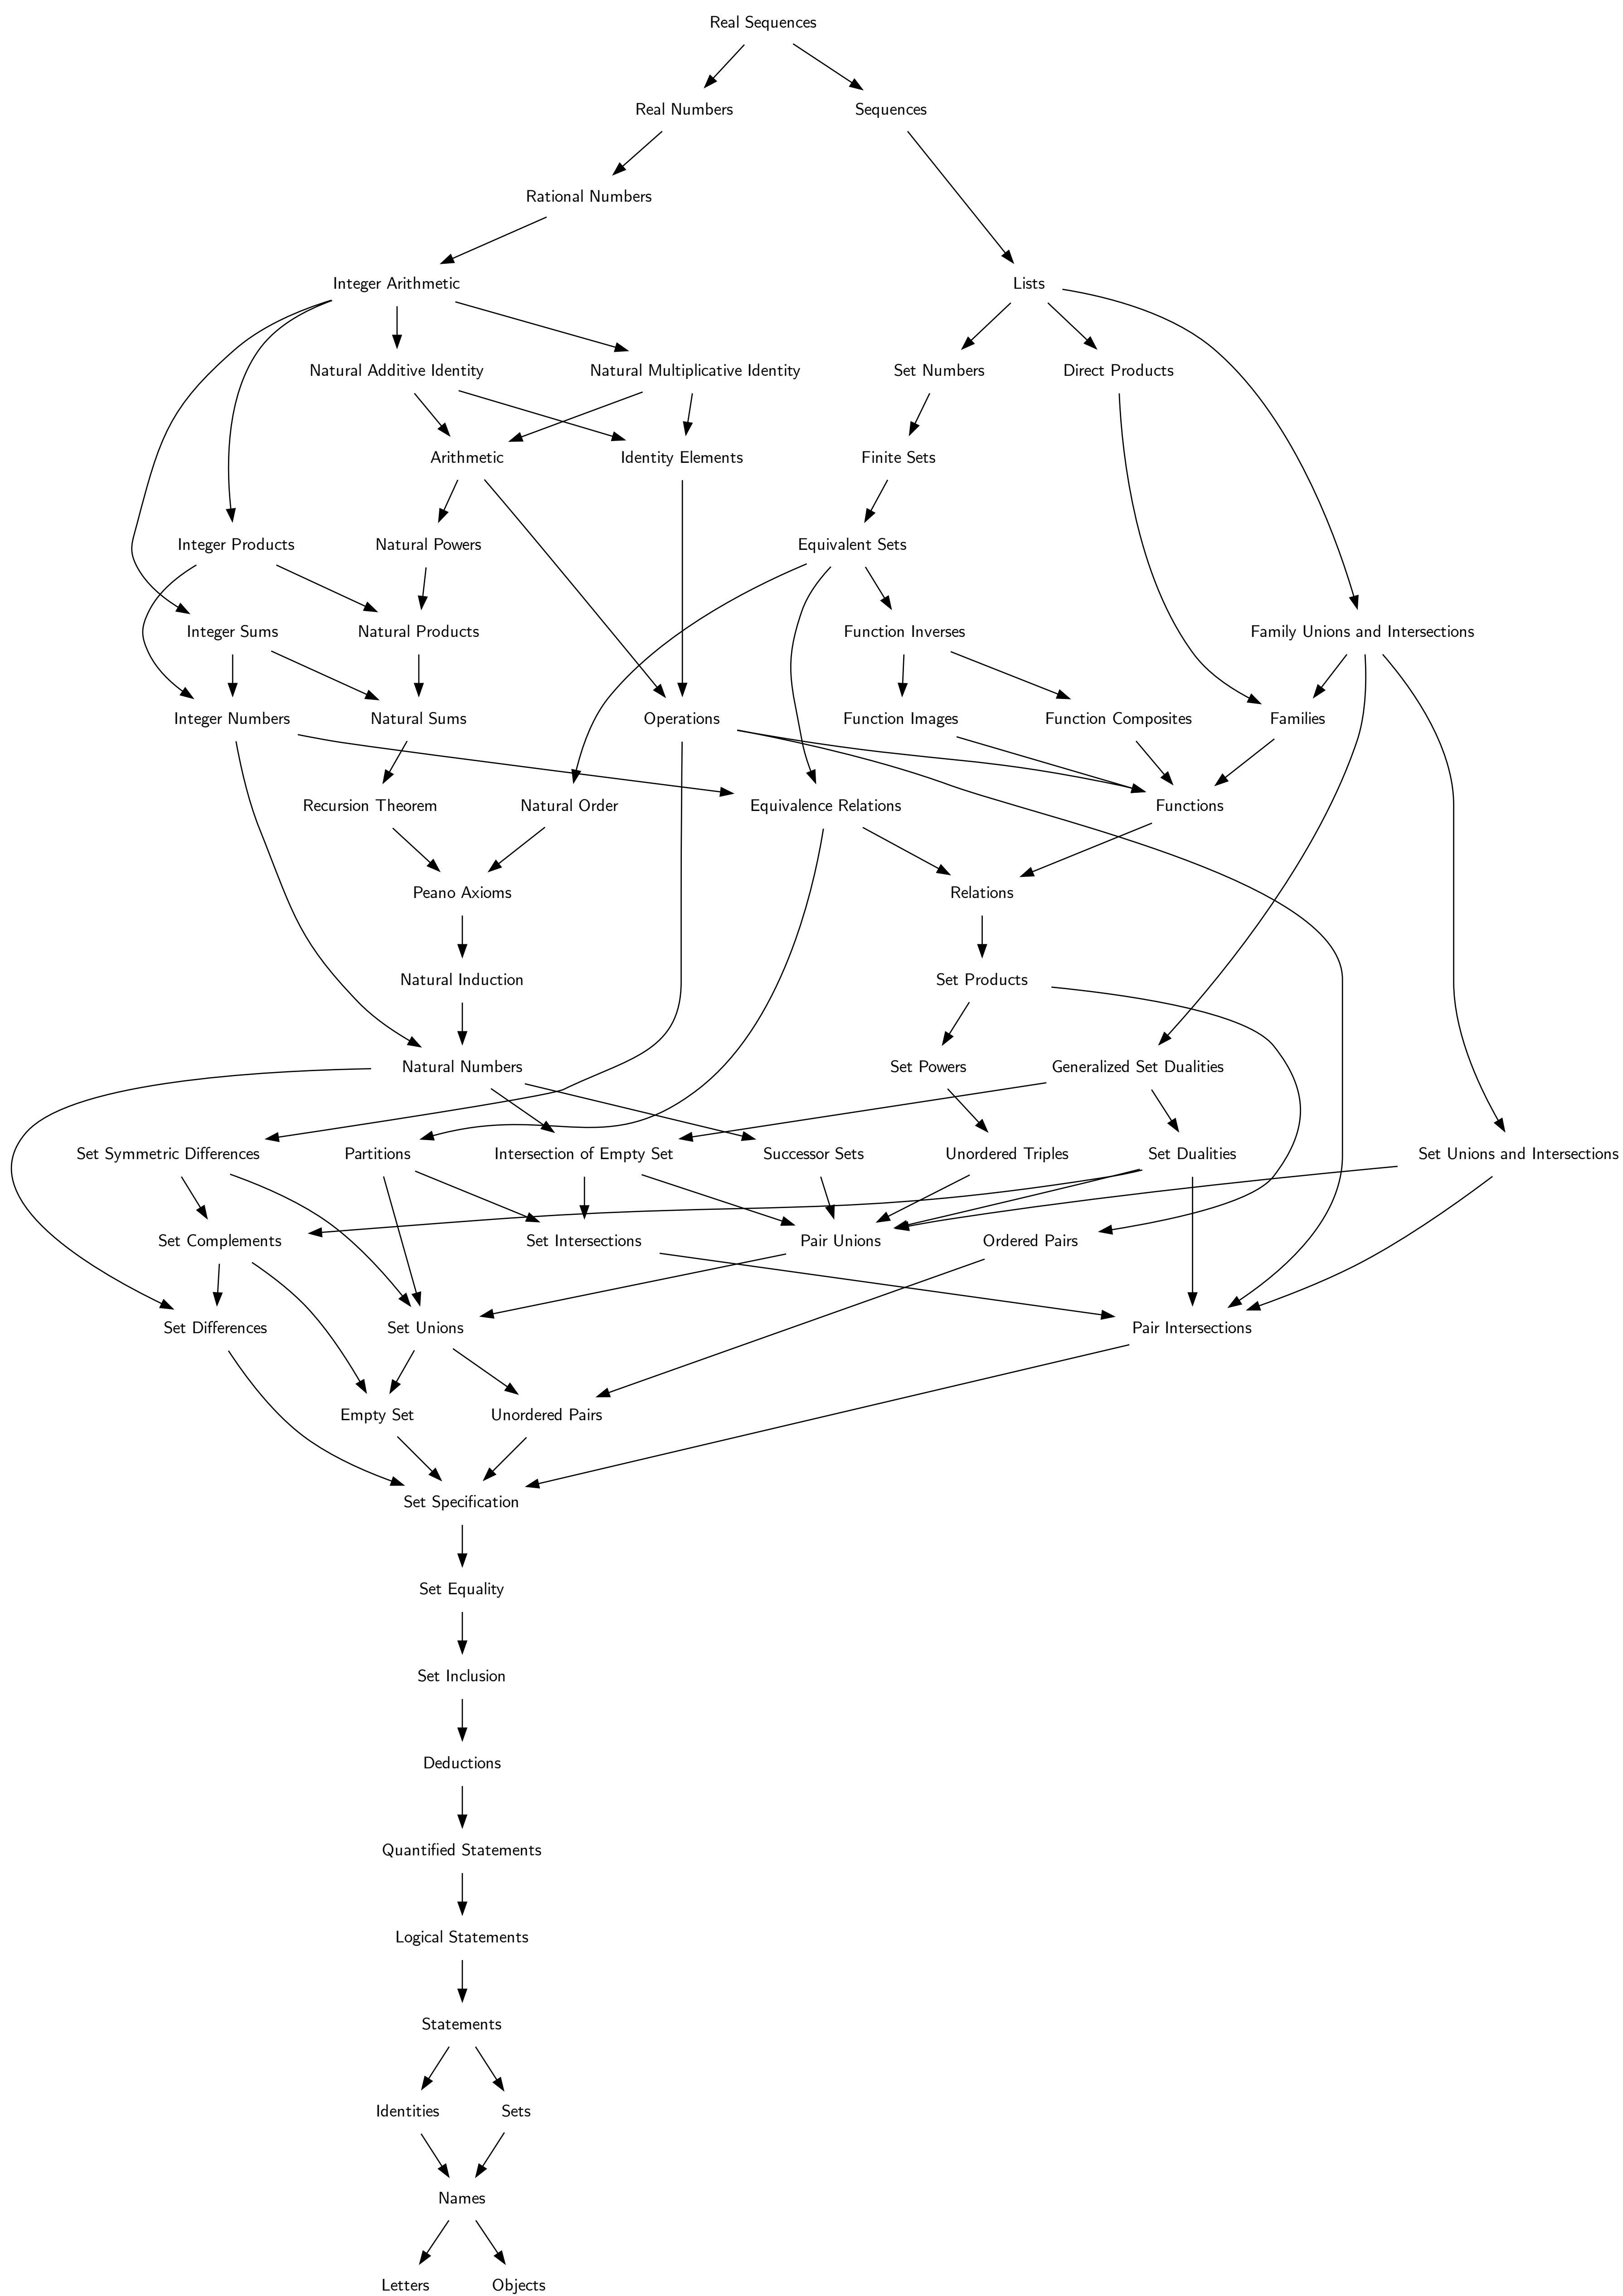 Real Sequences
Real Numbers
Sequences
Rational Numbers
Integer Arithmetic
Lists
Natural Additive Identity
Natural Multiplicative Identity
Set Numbers
Direct Products
Arithmetic
Identity Elements
Finite Sets
Integer Products
Natural Powers
Equivalent Sets
Integer Sums
Natural Products
Function Inverses
Family Unions and Intersections
Integer Numbers
Natural Sums
Operations
Function Images
Function Composites
Families
Recursion Theorem
Natural Order
Equivalence Relations
Functions
Peano Axioms
Relations
Natural Induction
Set Products
Natural Numbers
Set Powers
Generalized Set Dualities
Set Symmetric Differences
Partitions
Intersection of Empty Set
Successor Sets
Unordered Triples
Set Dualities
Set Unions and Intersections
Set Complements
Set Intersections
Pair Unions
Ordered Pairs
Set Differences
Set Unions
Pair Intersections
Empty Set
Unordered Pairs
Set Specification
Set Equality
Set Inclusion
Deductions
Quantified Statements
Logical Statements
Statements
Identities
Sets
Names
Letters
Objects